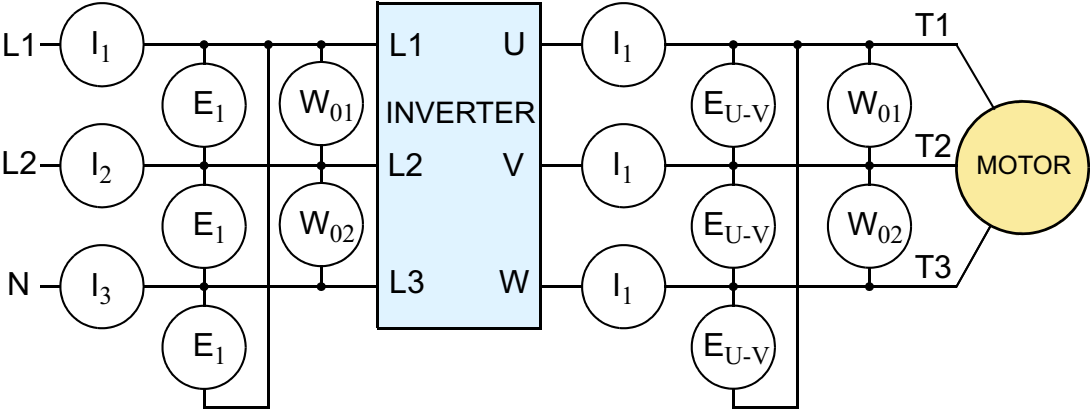 L1 I1 L1 U I1 T1
E1 W01 EU-V W01
INVERTER
L2 I2 L2 V I1 T2
MOTOR
E1 W02 EU-V W02
N I3 L3 W I1 T3
E1 EU-V